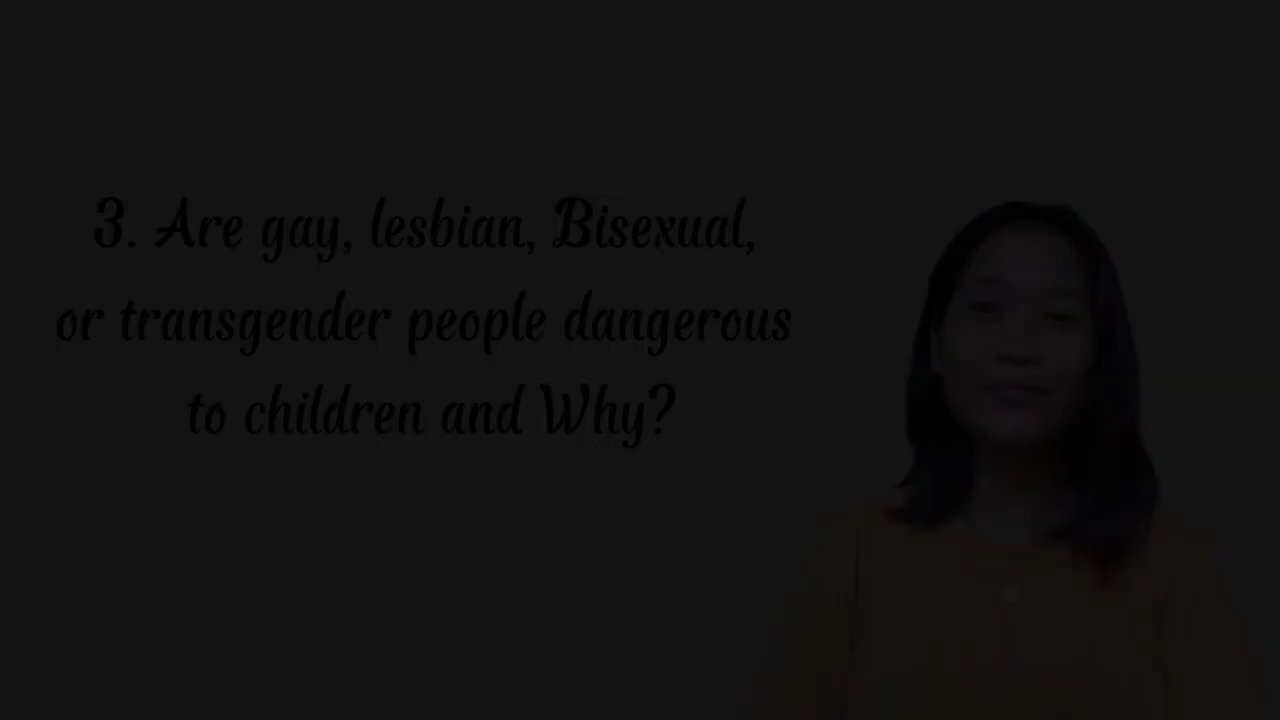 3. Are gay, lesbian, Bisexual,
or transgender people dangerous
to children and Why?